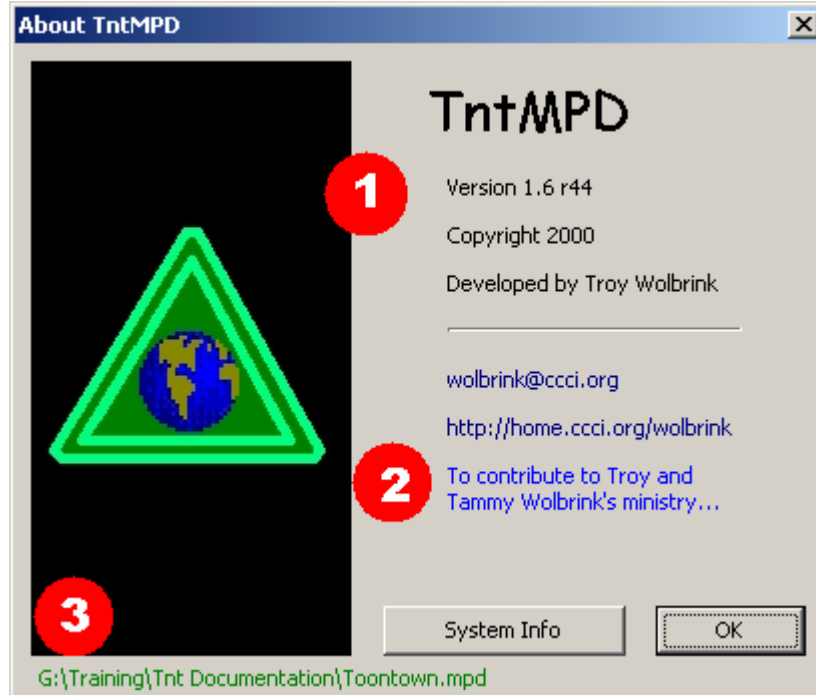 About TntMPD
TntMPD
1
Version 1.6 r44
Copyright 2000
Developed by Troy Wolbrink
wolbrink@ccci.org
http://home.ccci.org/wolbrink
2
To contribute to Troy and
Tammy Wolbrink's ministry...
3
System Info
OK
G:\Training\Tnt Documentation\Toontown.mpd